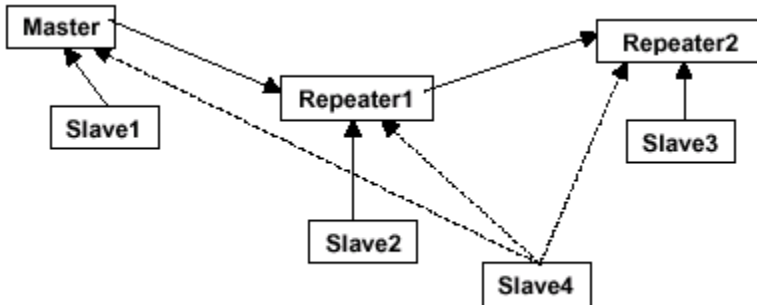 Master
Repeater2
Repeater1
Slave1
Slave3
Slave2
Slave4